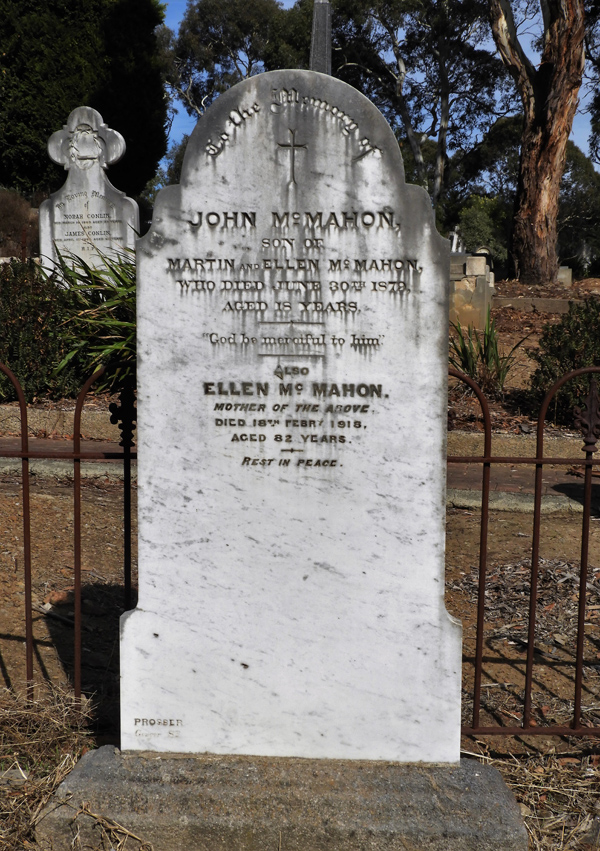 To the Memory of
JOHN McMAHON,
SON OF
MARTIN AND ELLEN McMAHON,
WHO DIED JUNE 30TH 1879,
AGED 18 YEARS.
"God be merciful to him"
ALSO
ELLEN Mc MAHON.
MOTHER OF THE ABOVE.
DIED 18TH FEBRY 1918,
AGED 82 YEARS.
REST IN PEACE.
PROSSER
In Loving Memory
of
NORAH CONLIN
JAMES CONLIN
R.I.P.